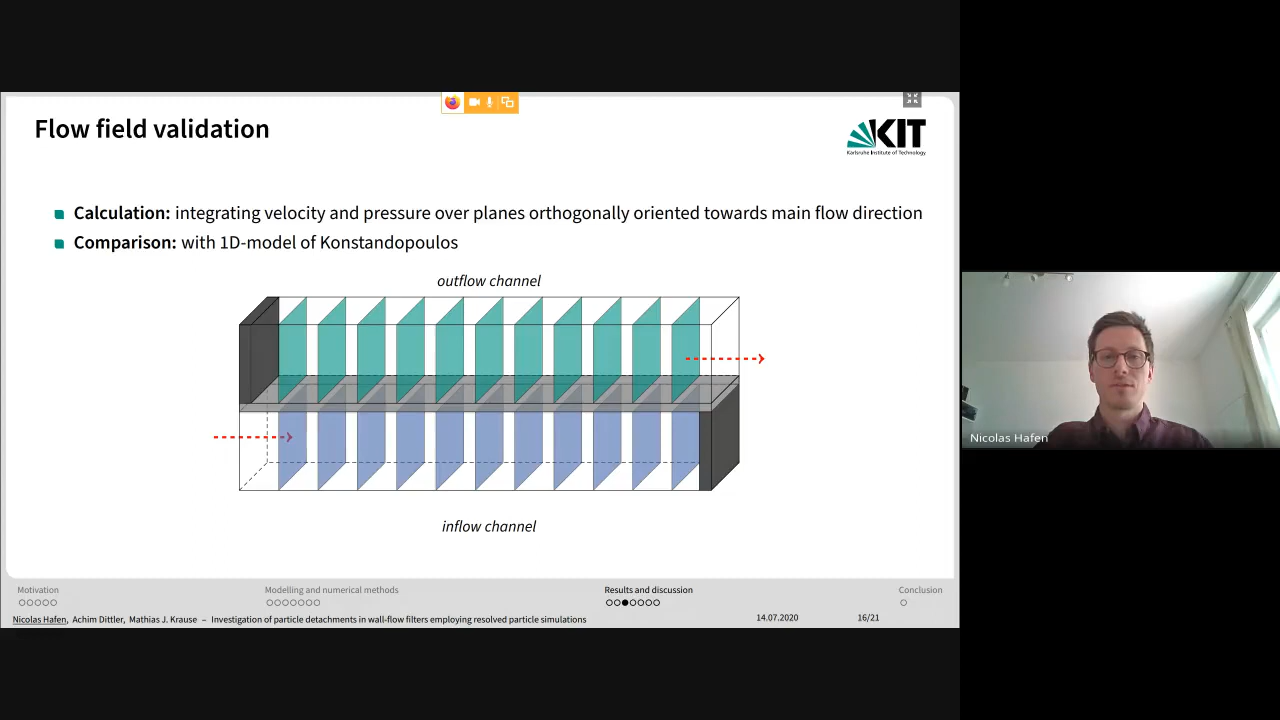 Flow field validation
KIT
Karlsruhe Institute of Technology
Calculation: integrating velocity and pressure over planes orthogonally oriented towards main flow direction
Comparison: with 1D-model of Konstandopoulos
outflow channel
inflow channel
Nicolas Hafen
Motivation
Modelling and numerical methods
Results and discussion
Conclusion
Nicolas Hafen, Achim Dittler, Mathias J. Krause – Investigation of particle detachments in wall-flow filters employing resolved particle simulations
14.07.2020
16/21